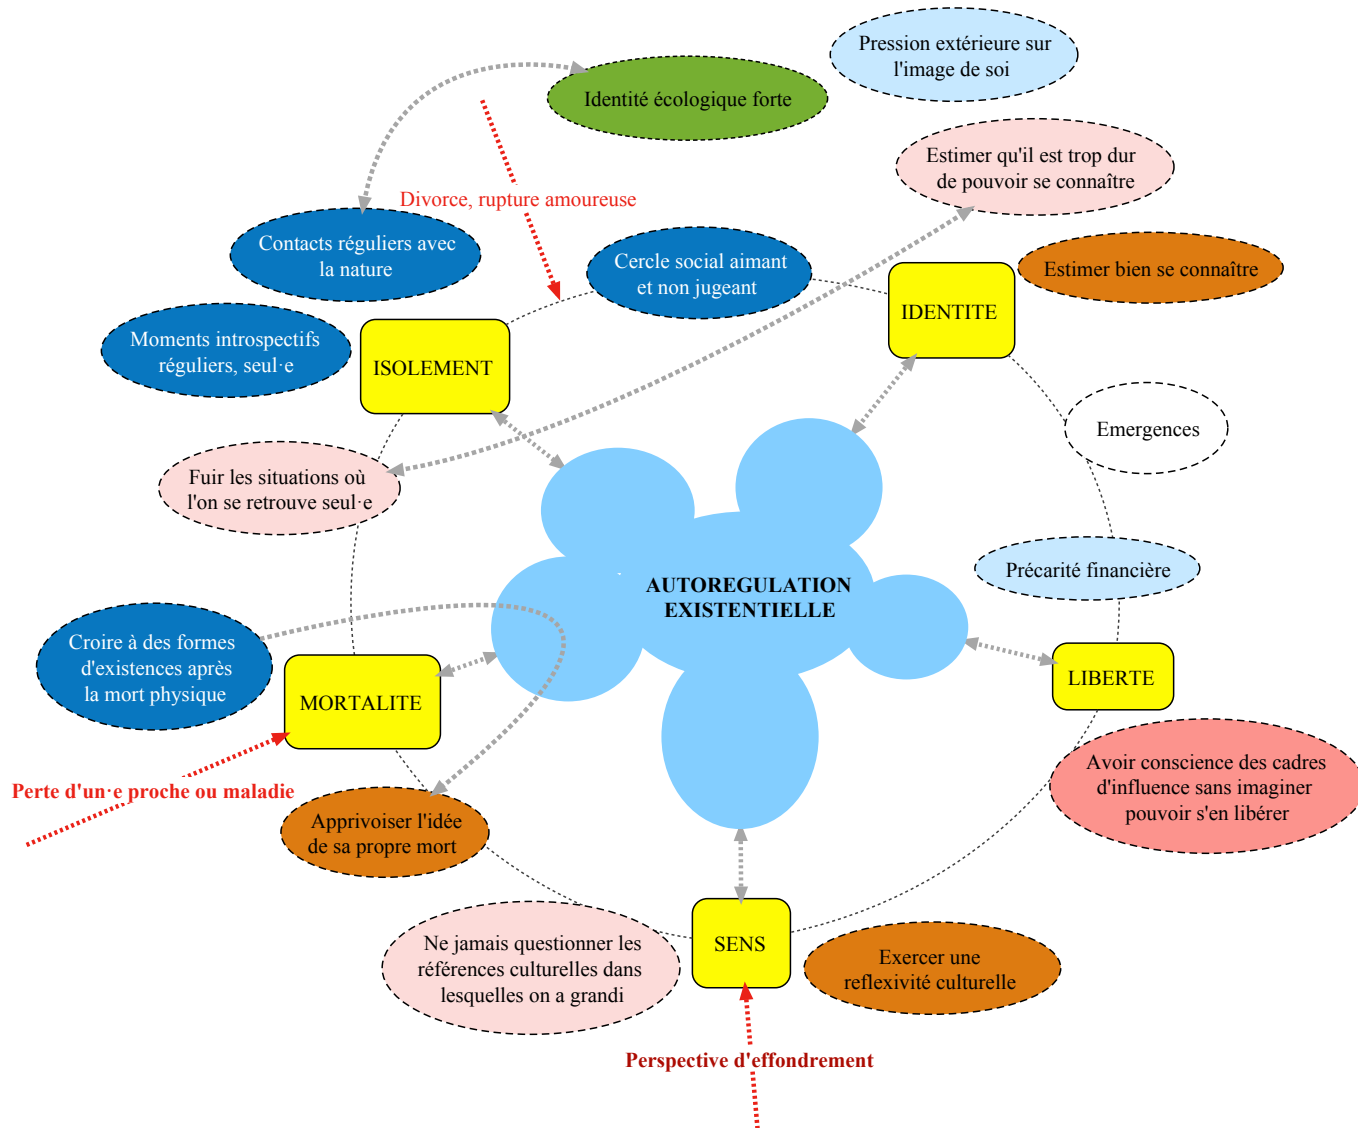 Pression extérieure sur
l'image de soi
Identité écologique forte
Estimer qu'il est trop dur
de pouvoir se connaître
Divorce, rupture amoureuse
Contacts réguliers avec
la nature
Cercle social aimant
et non jugeant
Estimer bien se connaître
IDENTITE
Moments introspectifs
réguliers, seul·e
ISOLEMENT
Emergences
Fuir les situations où
l'on se retrouve seul·e
Précarité financière
AUTOREGULATION
EXISTENTIELLE
Croire à des formes
d'existences après
la mort physique
LIBERTE
MORTALITE
Avoir conscience des cadres
d'influence sans imaginer
pouvoir s'en libérer
Perte d'un·e proche ou maladie
Apprivoiser l'idée
de sa propre mort
Ne jamais questionner les
références culturelles dans
lesquelles on a grandi
SENS
Exercer une
reflexivité culturelle
Perspective d'effondrement